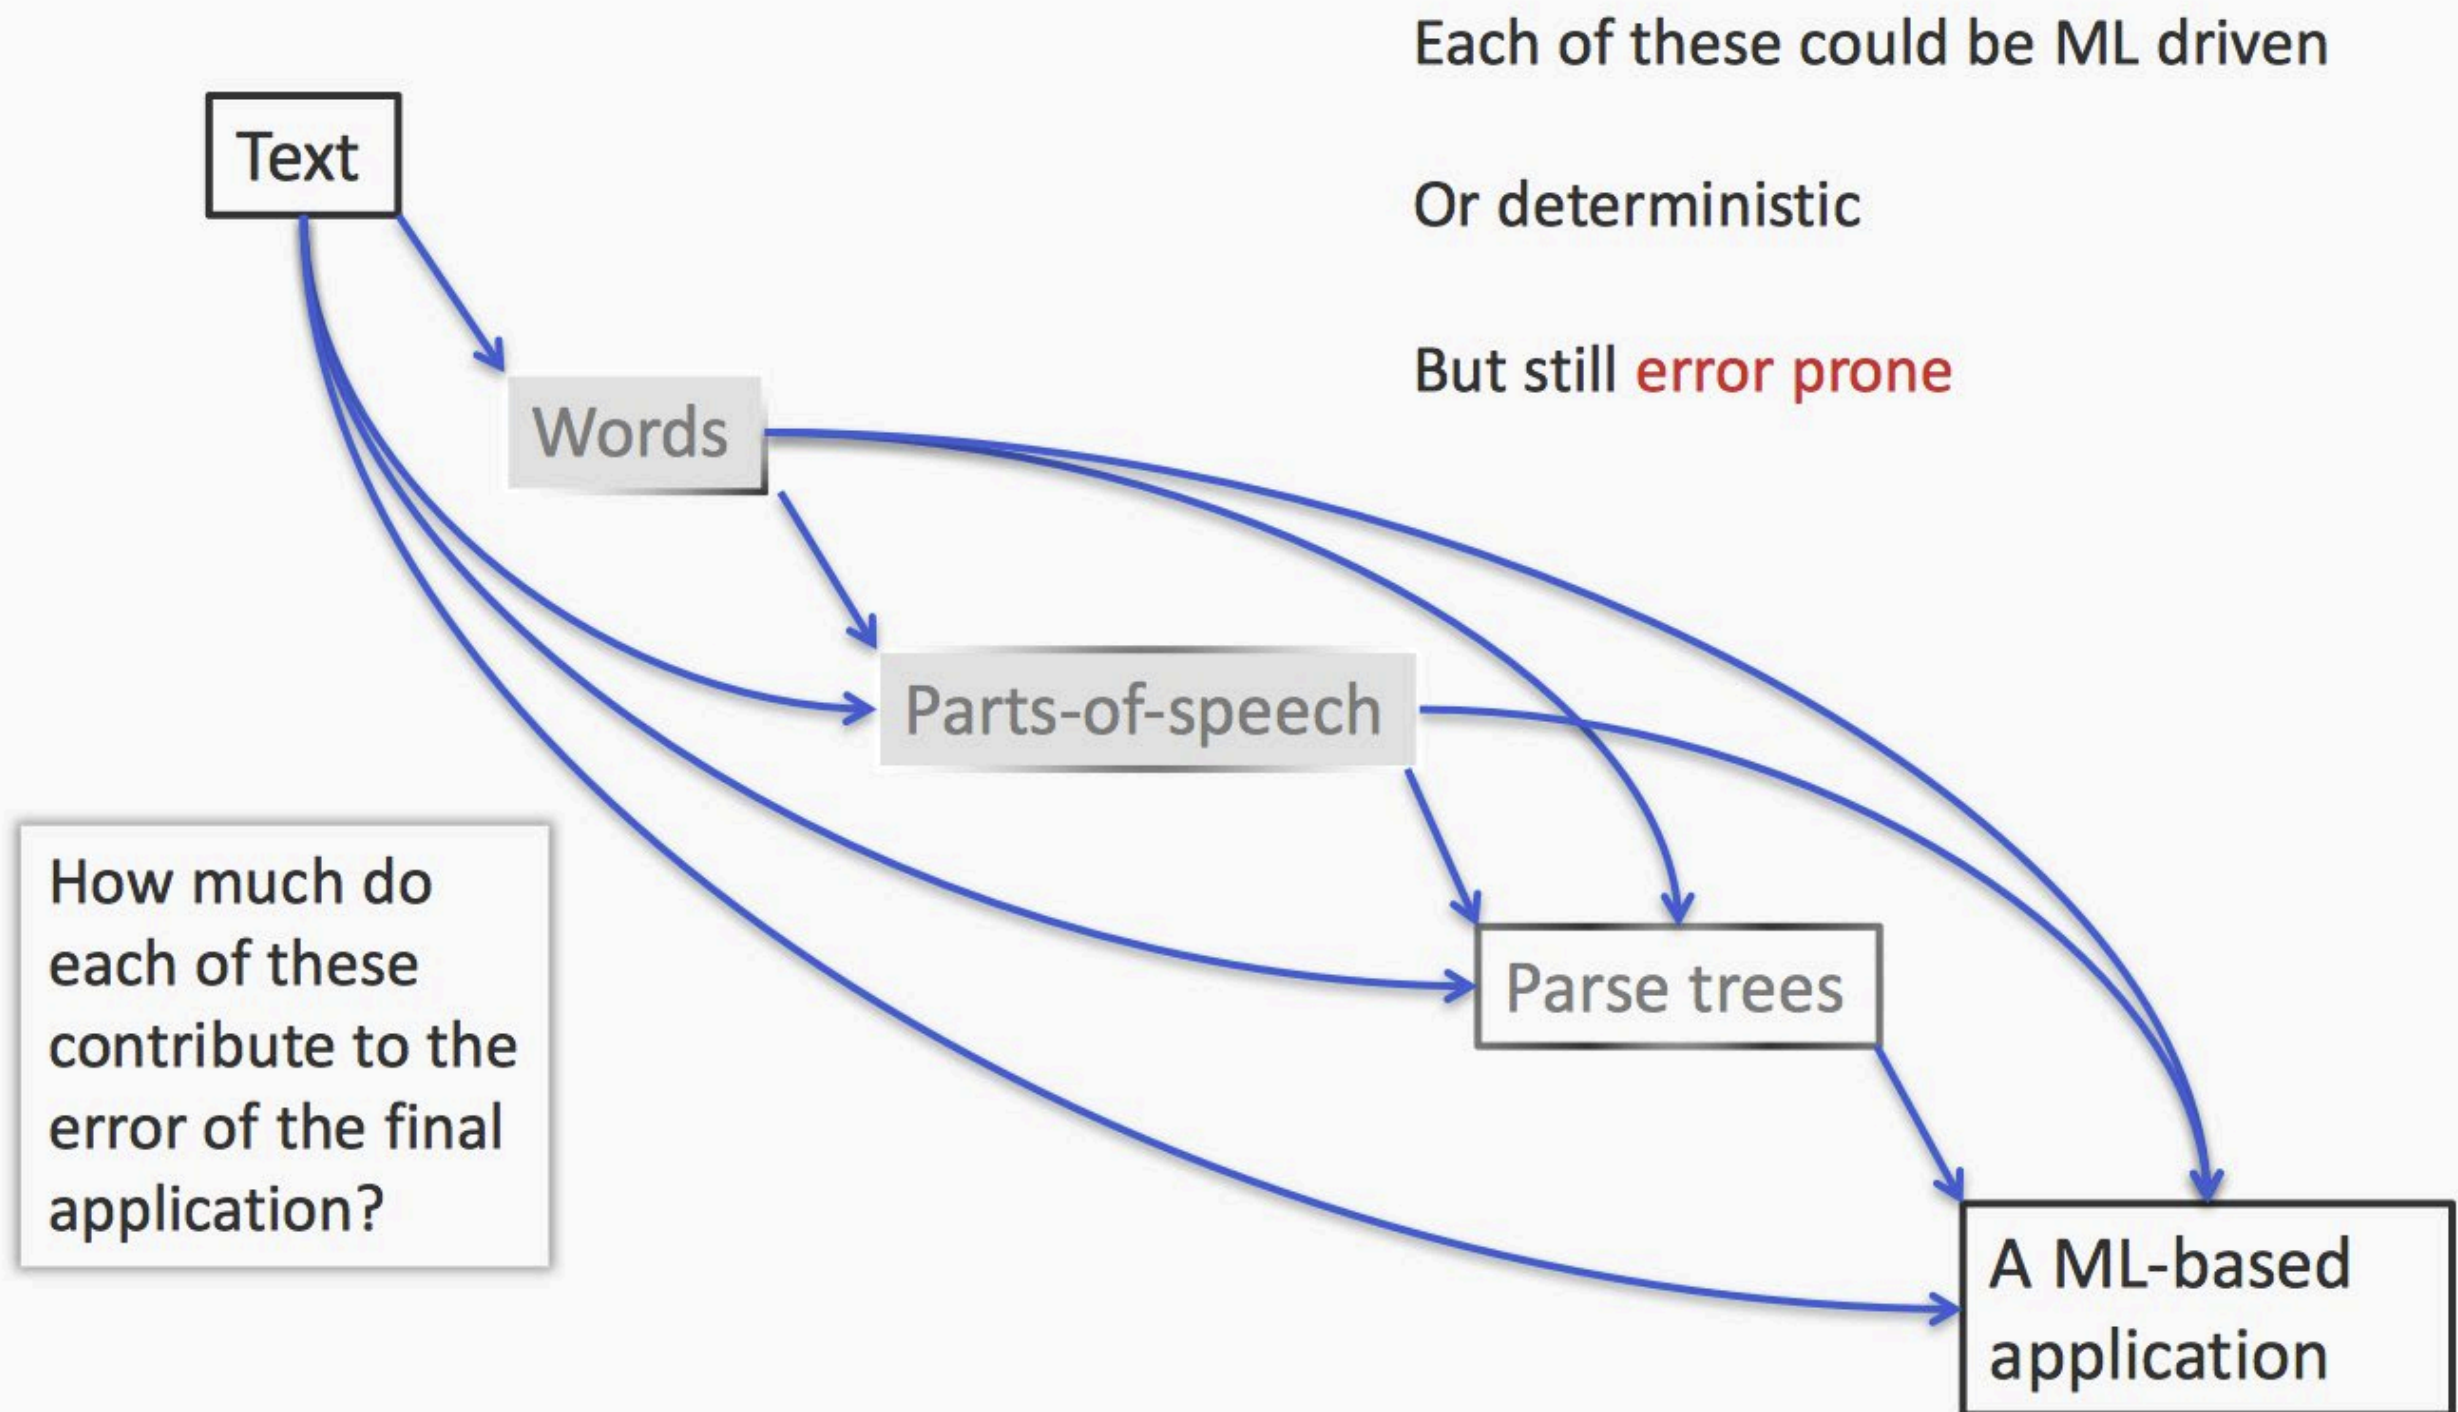 Each of these could be ML driven
Text
Or deterministic
But still error prone
Words
Parts-of-speech
How much do
each of these
contribute to the
error of the final
application?
Parse trees
A ML-based
application